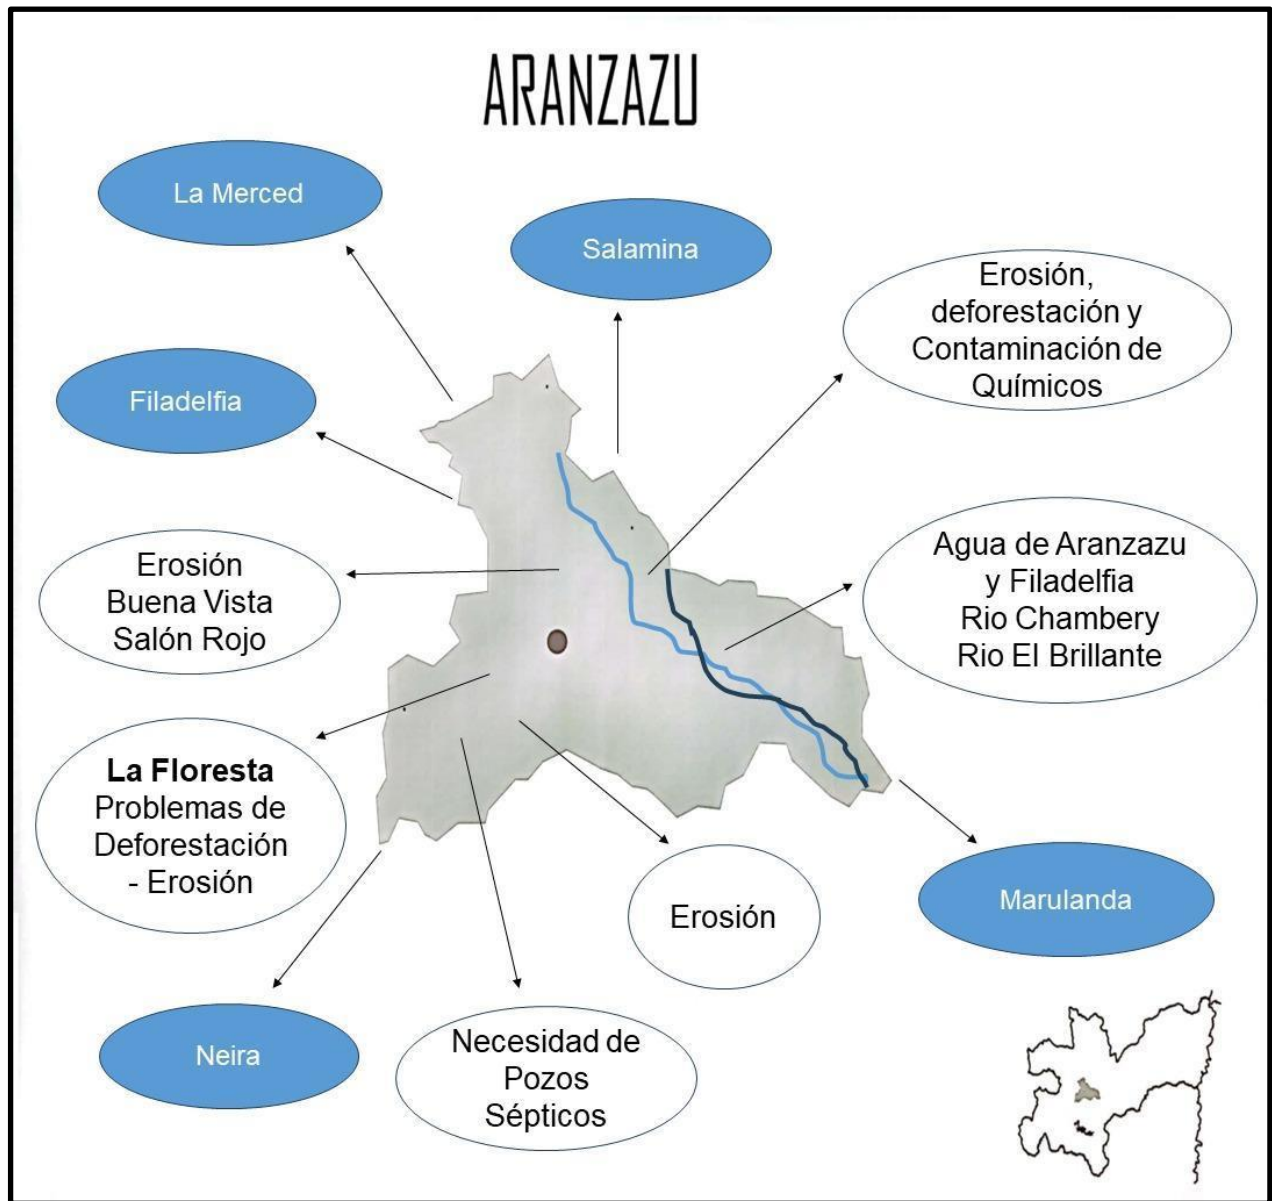 ARANZAZU
La Merced
Salamina
Erosión,
deforestación y
Contaminación de
Químicos
Filadelfia
Erosión
Buena Vista
Salón Rojo
Agua de Aranzazu
y Filadelfia
Rio Chambery
Rio El Brillante
La Floresta
Problemas de
Deforestación
- Erosión
Erosión
Marulanda
Neira
Necesidad de
Pozos
Sépticos